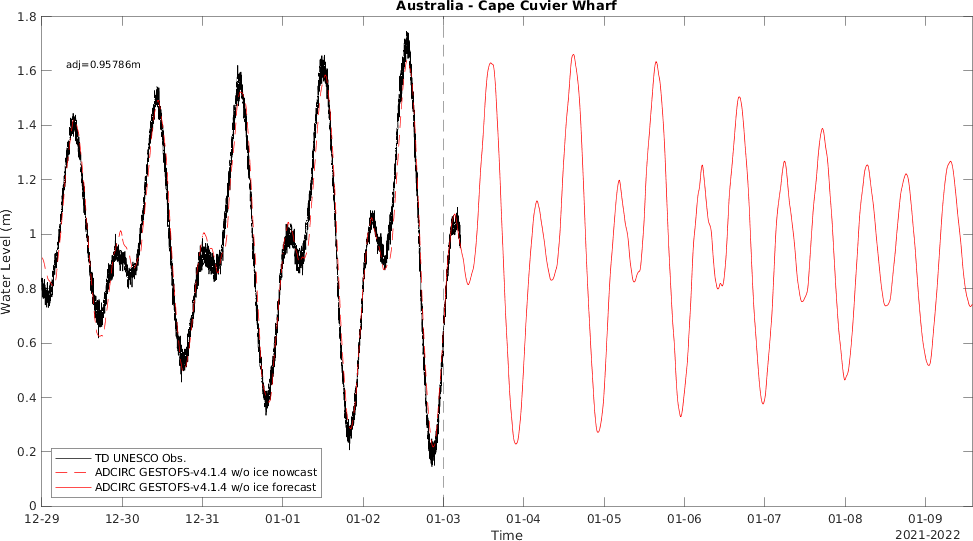 Australia - Cape Cuvier Wharf
1.8
1.6
1.4
1.2
1
0.8
0.6
0.4
0.2
0
Water Level (m)
adj=0.95786m
TD UNESCO Obs.
ADCIRC GESTOFS-v4.1.4 w/o ice nowcast
ADCIRC GESTOFS-v4.1.4 w/o ice forecast
12-29 12-30 12-31 01-01 01-02 01-03 01-04 01-05 01-06 01-07 01-08 01-09
Time
2021-2022